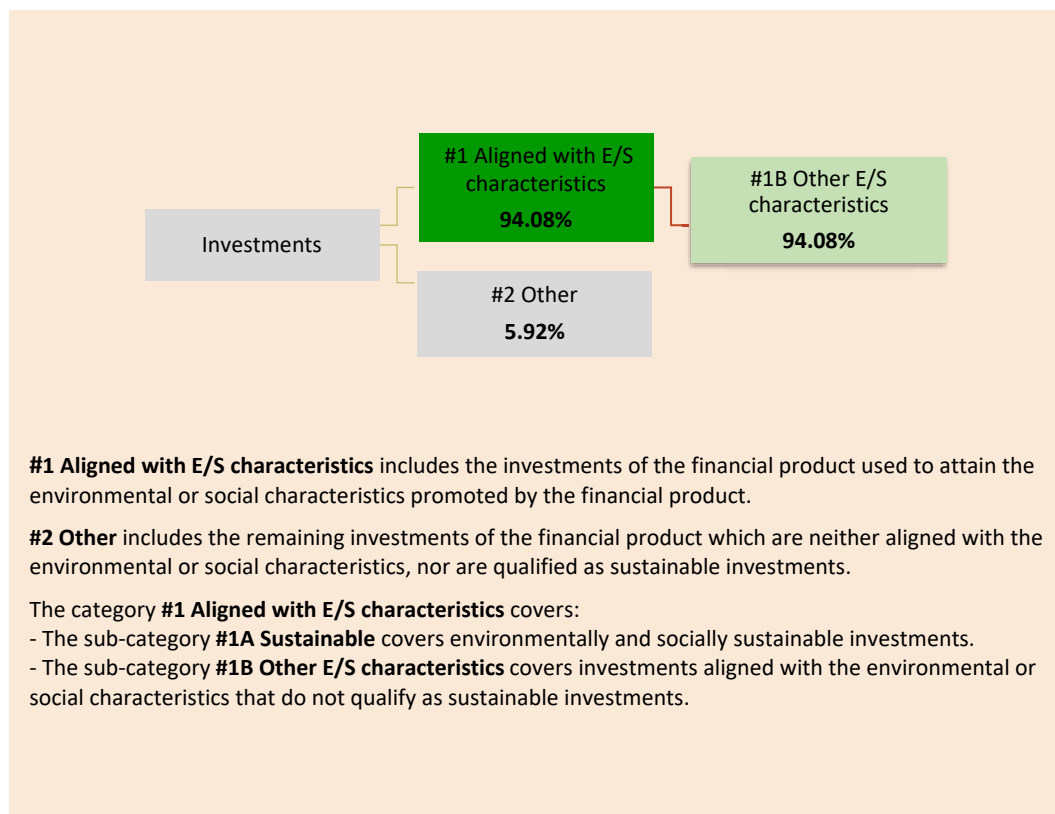 #1 Aligned with E/S
characteristics
94.08%
#1B Other E/S
characteristics
94.08%
Investments
#2 Other
5.92%
#1 Aligned with E/S characteristics includes the investments of the financial product used to attain the
environmental or social characteristics promoted by the financial product.
#2 Other includes the remaining investments of the financial product which are neither aligned with the
environmental or social characteristics, nor are qualified as sustainable investments.
The category #1 Aligned with E/S characteristics covers:
- The sub-category #1A Sustainable covers environmentally and socially sustainable investments.
- The sub-category #1B Other E/S characteristics covers investments aligned with the environmental or
social characteristics that do not qualify as sustainable investments.